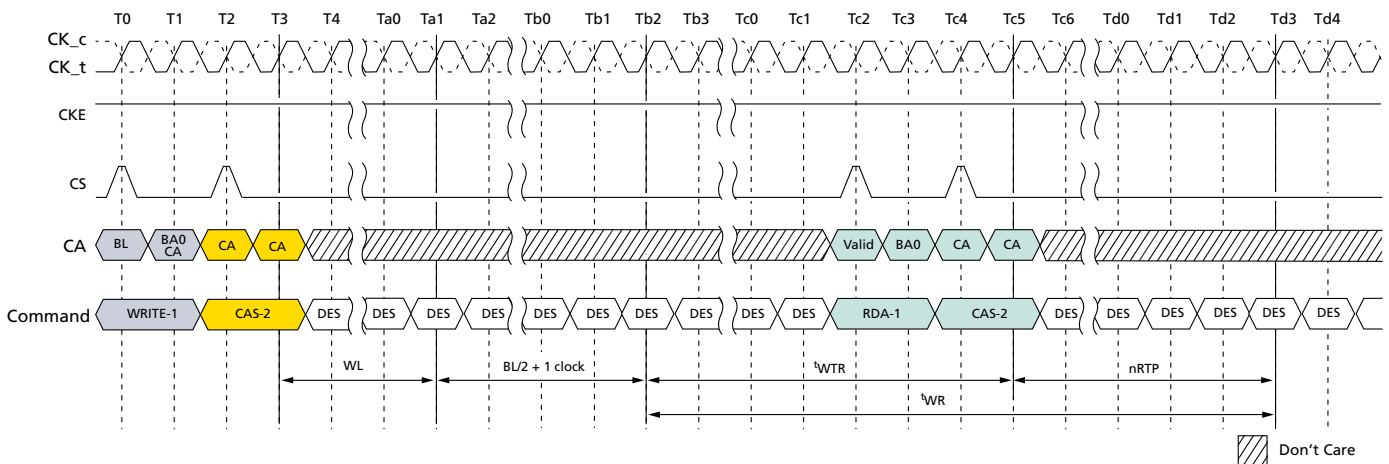 T0 T1 T2 T3 T4 Ta0 Ta1 Ta2 Tb0 Tb1 Tb2 Tb3 Tc0 Tc1 Tc2 Tc3 Tc4 Tc5 Tc6 Td0 Td1 Td2 Td3 Td4
CK_c
CK_t
CKE
CS
CA BL BA0 CA CA CA Valid BA0 CA CA
Command WRITE-1 CAS-2 DES DES DES DES DES DES DES DES DES DES RDA-1 CAS-2 DES DES DES DES DES DES
WL BL/2 + 1 clock tWTR nRTP
tWR
Don't Care